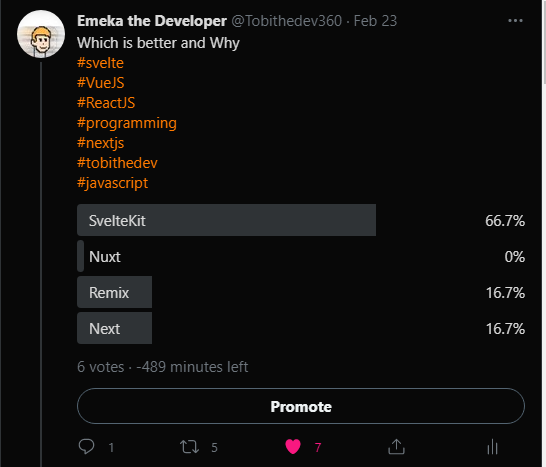 Emeka the Developer @Tobithedev360 · Feb 23
Which is better and Why
#svelte
#VueJS
#ReactJS
#programming
#nextjs
#tobithedev
#javascript
SvelteKit 66.7%
Nuxt 0%
Remix 16.7%
Next 16.7%
6 votes · -489 minutes left
Promote
1 5 7